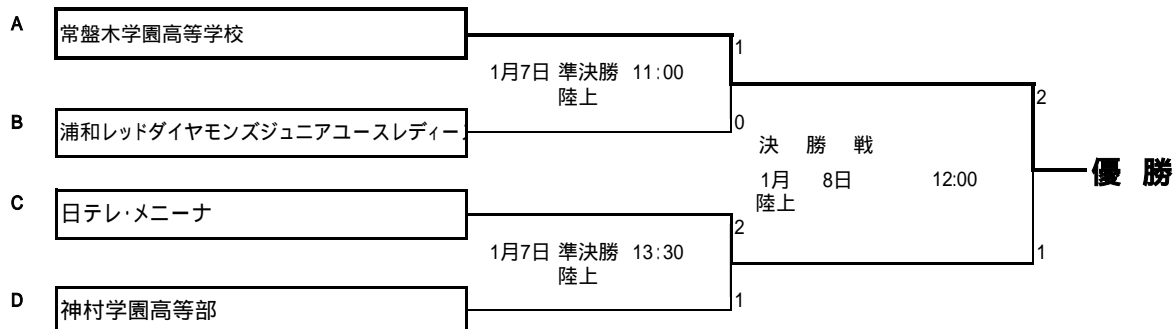 A 常盤木学園高等学校
1
1月7日 準決勝 11:00
陸上
2
B 浦和レッドダイヤモンズジュニアユースレディー
0
決 勝 戦
1月 8日 12:00
陸上
優 勝
C 日テレ・メニーナ
2
1月7日 準決勝 13:30
陸上
1
D 神村学園高等部
1